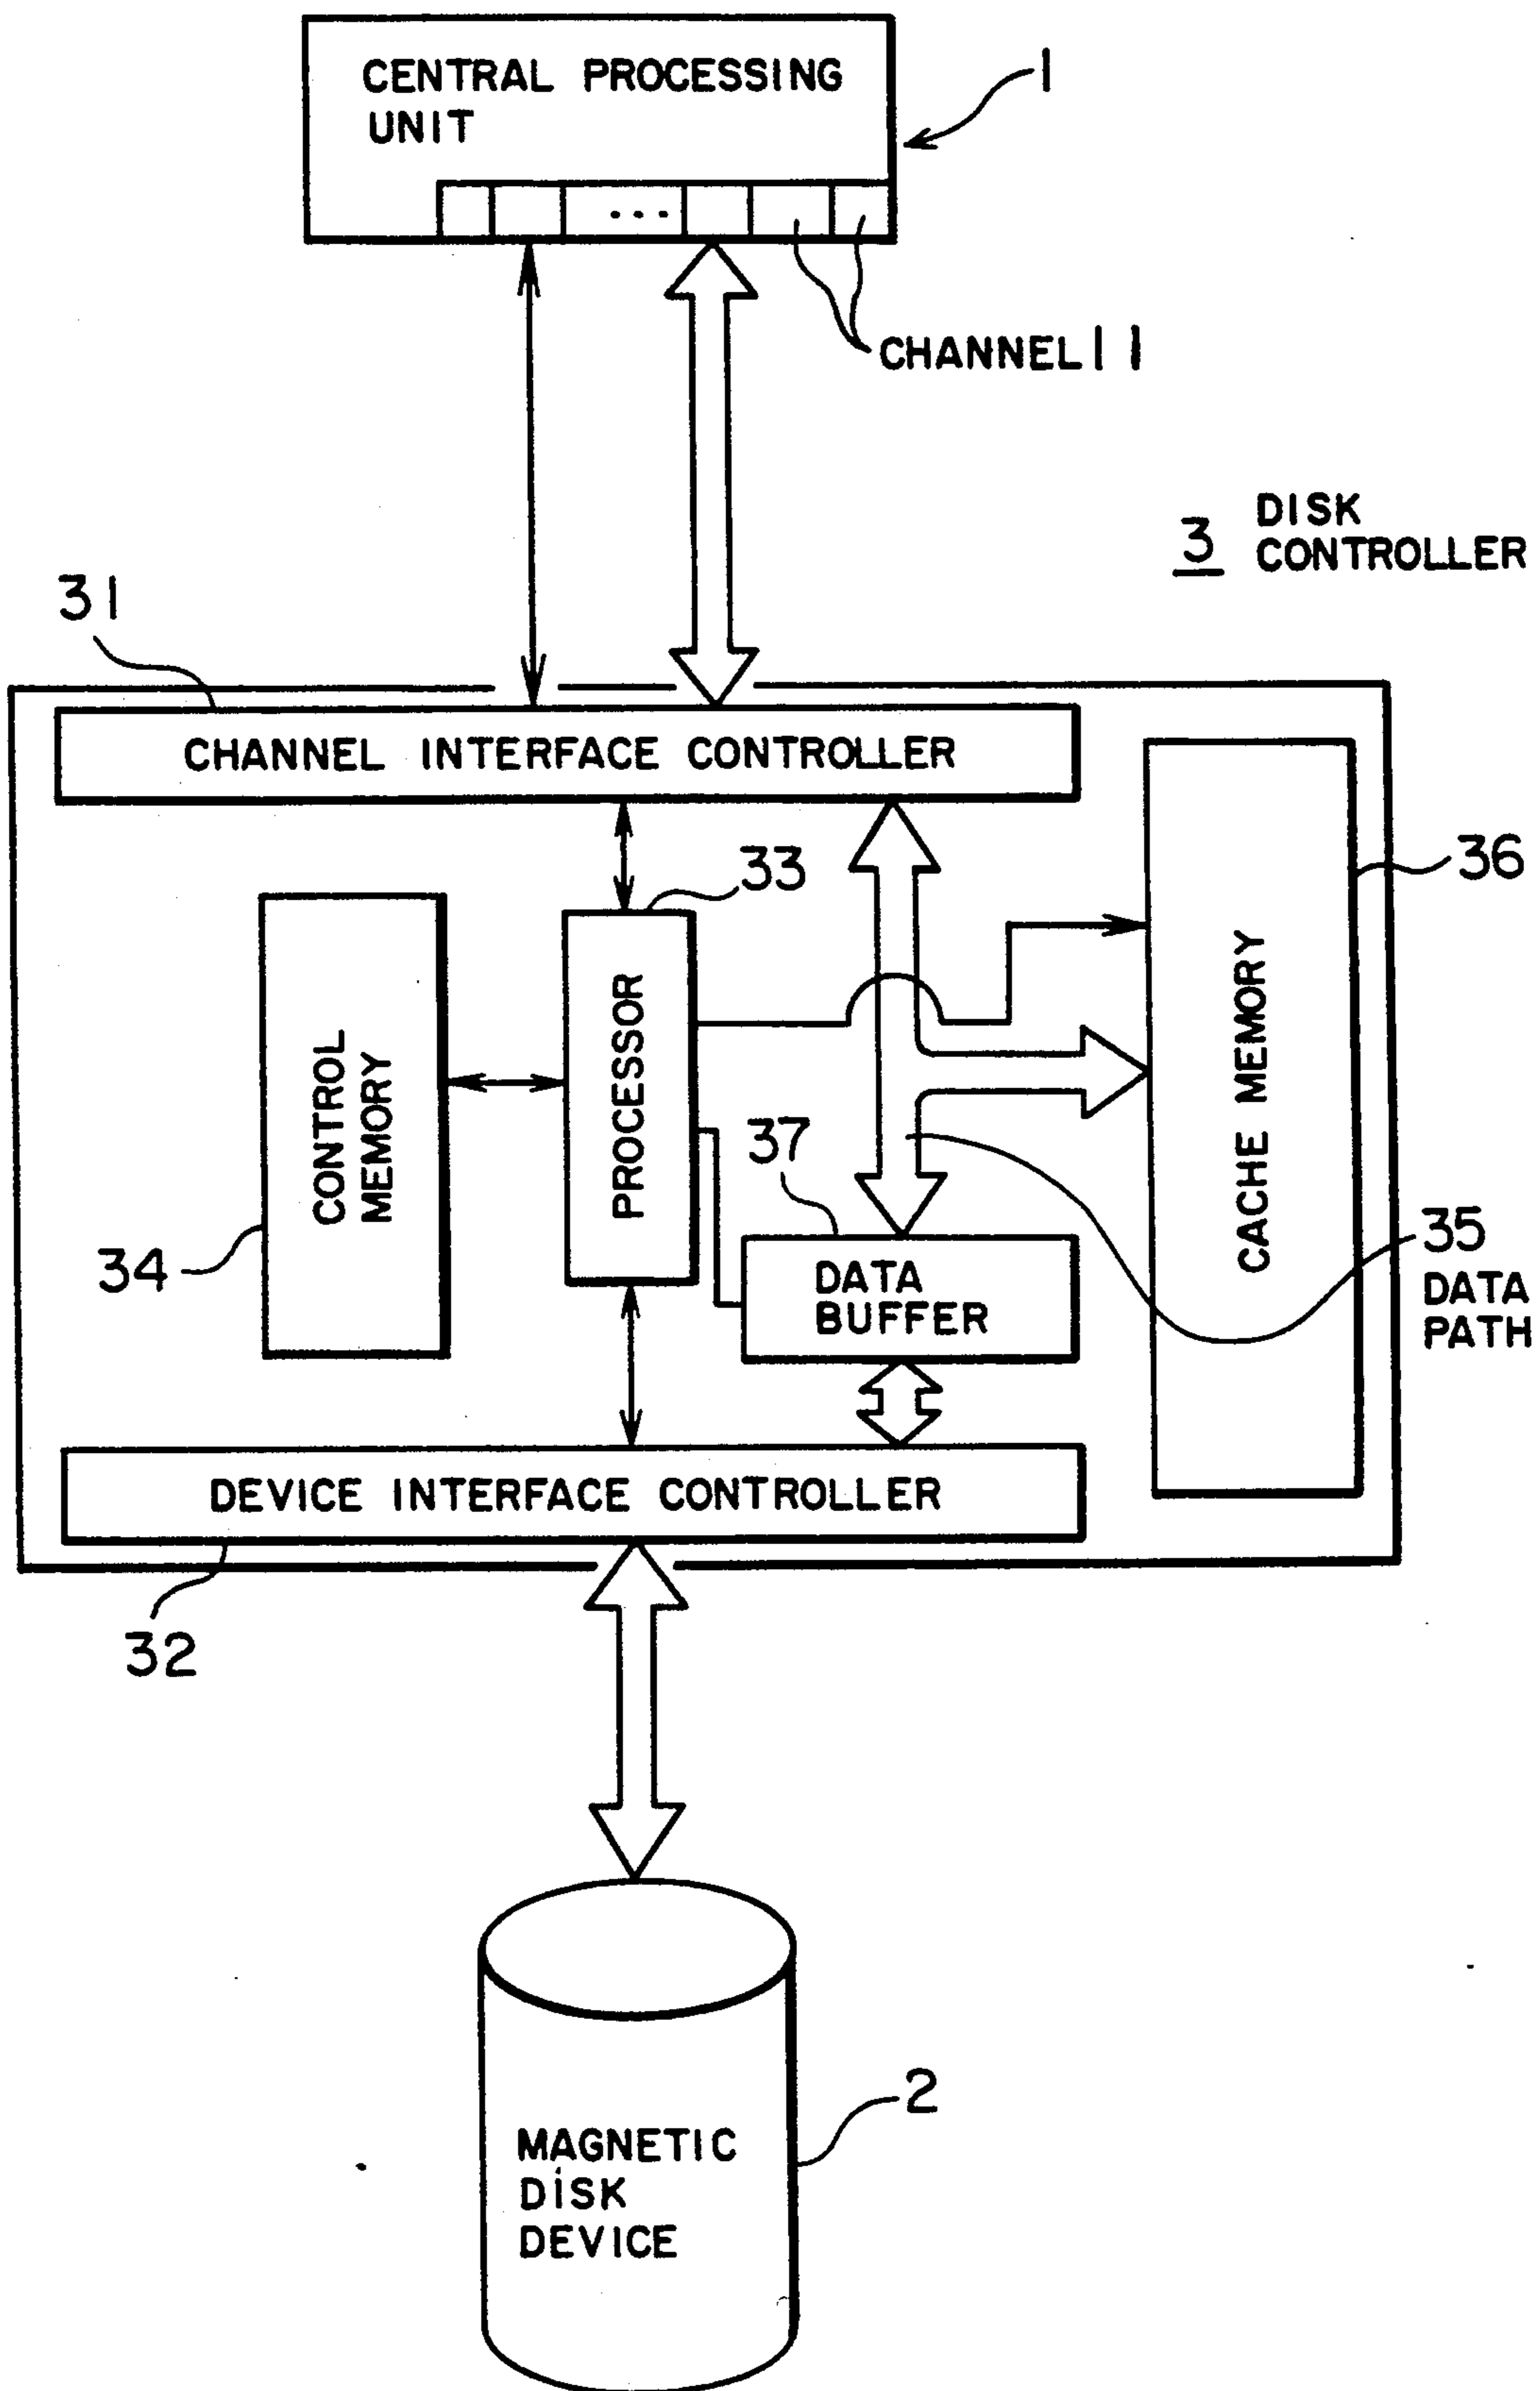 CENTRAL PROCESSING
UNIT
1
...
CHANNEL 11
3 DISK
CONTROLLER
31
CHANNEL INTERFACE CONTROLLER
33
36
CONTROL
MEMORY
PROCESSOR
CACHE MEMORY
37
34
DATA
BUFFER
35
DATA
PATH
DEVICE INTERFACE CONTROLLER
32
2
MAGNETIC
DISK
DEVICE